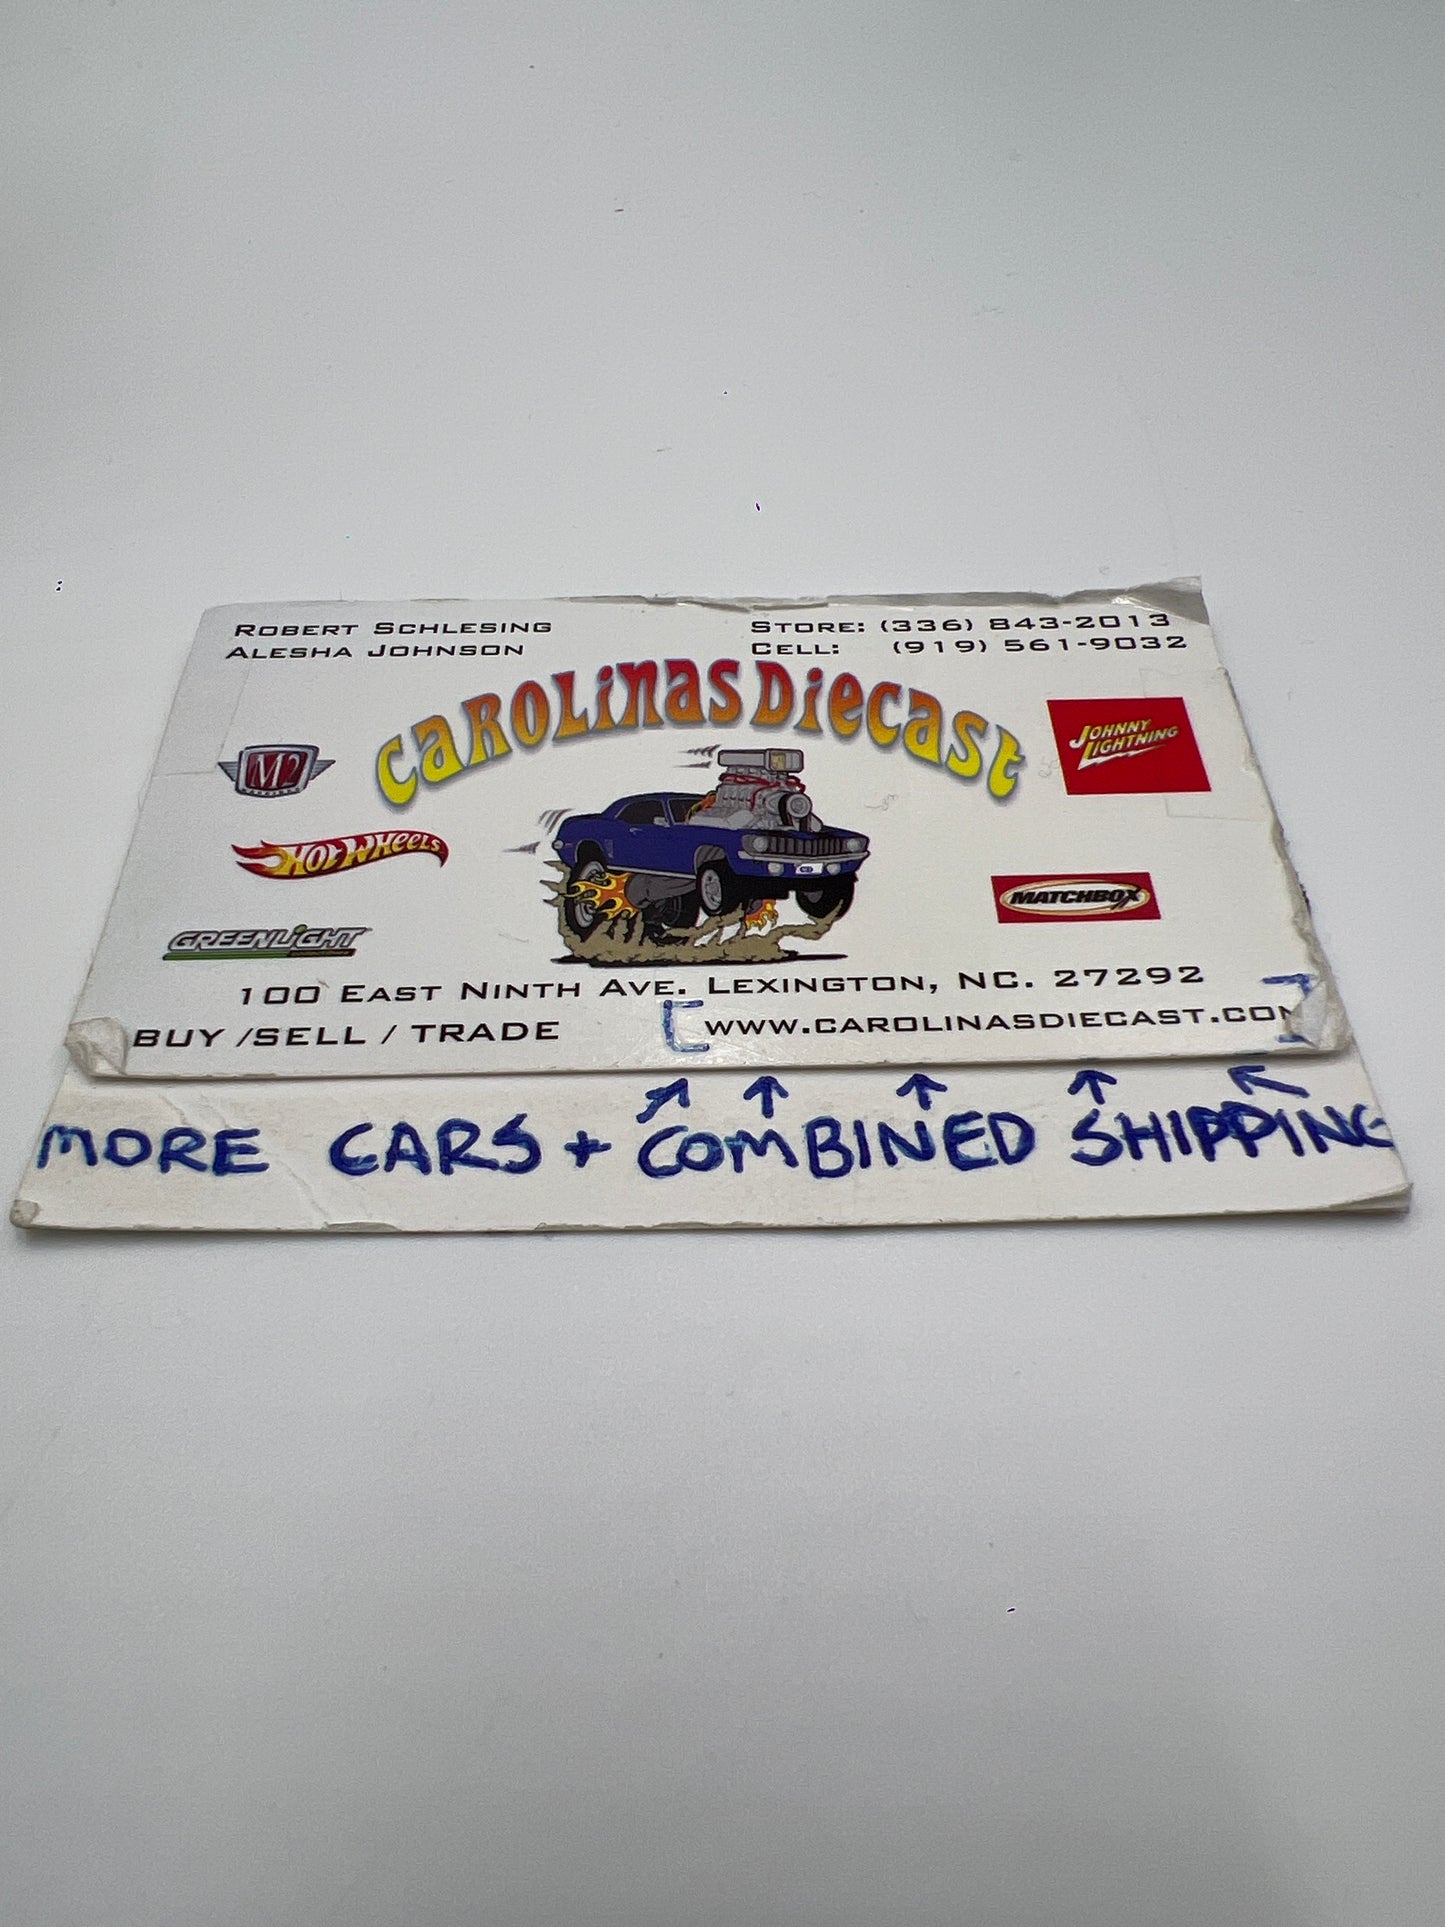 ROBERT SCHLESING
ALESHA JOHNSON
STORE: (336) 843-2013
CELL: (919) 561-9032
CAROLINAS DIECAST
M2
MACHINES
JOHNNY
LIGHTNING
HOT WHEELS
MATCHBOX
GREENLIGHT
100 EAST NINTH AVE. LEXINGTON, NC. 27292
BUY /SELL / TRADE
[WWW.CAROLINASDIECAST.COM]
MORE CARS + COMBINED SHIPPING